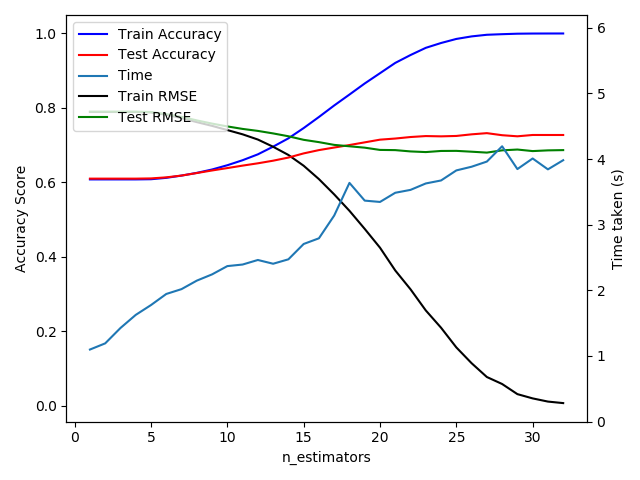 Train Accuracy
Test Accuracy
Time
Train RMSE
Test RMSE
1.0
0.8
0.6
0.4
0.2
0.0
Accuracy Score
6
5
4
3
2
1
0
Time taken (s)
0 5 10 15 20 25 30
n_estimators